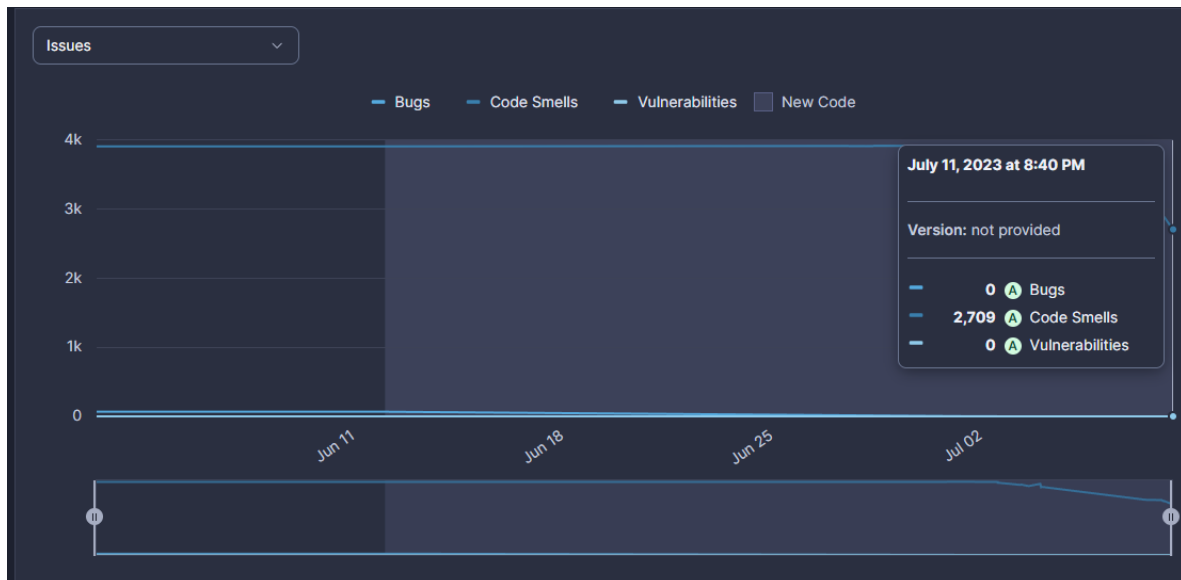 Issues
Bugs Code Smells Vulnerabilities New Code
4k
3k
2k
1k
0
July 11, 2023 at 8:40 PM
Version: not provided
0 A Bugs
2,709 A Code Smells
0 A Vulnerabilities
Jun 11 Jun 18 Jun 25 Jul 02